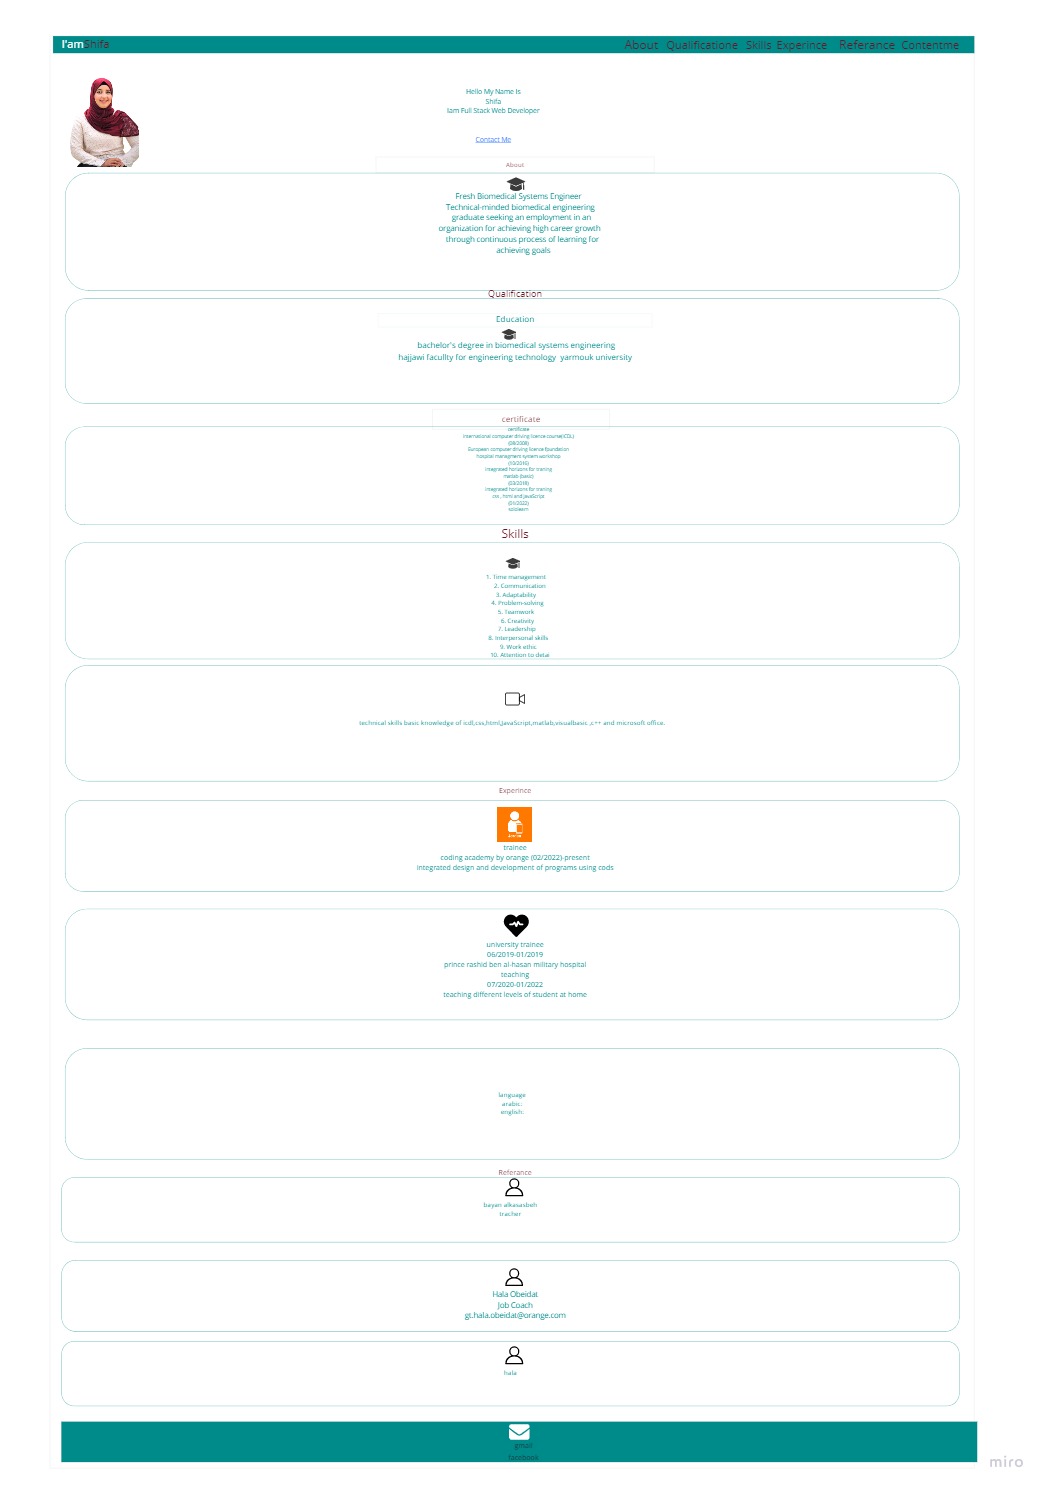 I'amShifa
About Qualificatione Skills Experince Referance Contentme
Hello My Name Is
Shifa
Iam Full Stack Web Developer
Contact Me
About
Fresh Biomedical Systems Engineer
Technical-minded biomedical engineering
graduate seeking an employment in an
organization for achieving high career growth
through continuous process of learning for
achieving goals
Qualification
Education
bachelor's degree in biomedical systems engineering
hajjawi facullty for engineering technology yarmouk university
certificate
certificate
international computer driving licence course(ICDL)
(08/2008)
European computer driving licence foundation
hospital managmens system workshop
(10/2016)
integrated horizons for traning
matlab (basic)
(03/2018)
integrated horizons for traning
css , html and javaScript
(01/2022)
sololearn
Skills
1. Time management
2. Communication
3. Adaptability
4. Problem-solving
5. Teamwork
6. Creativity
7. Leadership
8. Interpersonal skills
9. Work ethic
10. Attention to detai
technical skills basic knowledge of icdl,css,html,JavaScript,matlab,visualbasic ,c++ and microsoft office.
Experince
trainee
coding academy by orange (02/2022)-present
integrated design and development of programs using cods
university trainee
06/2019-01/2019
prince rashid ben al-hasan military hospital
teaching
07/2020-01/2022
teaching different levels of student at home
language
arabic:
english:
Referance
bayan alkasasbeh
tracher
Hala Obeidat
Job Coach
gt.hala.obeidat@orange.com
hala
gmail
facebook
miro